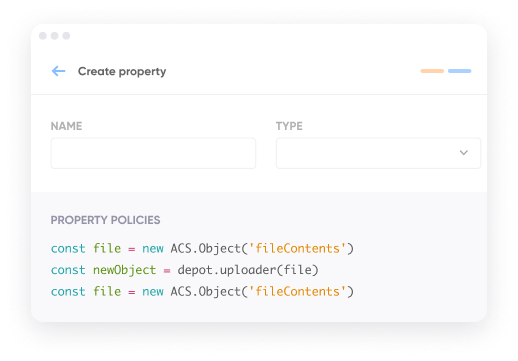 Create property
NAME TYPE
PROPERTY POLICIES
const file = new ACS.Object('fileContents')
const newObject = depot.uploader(file)
const file = new ACS.Object('fileContents')